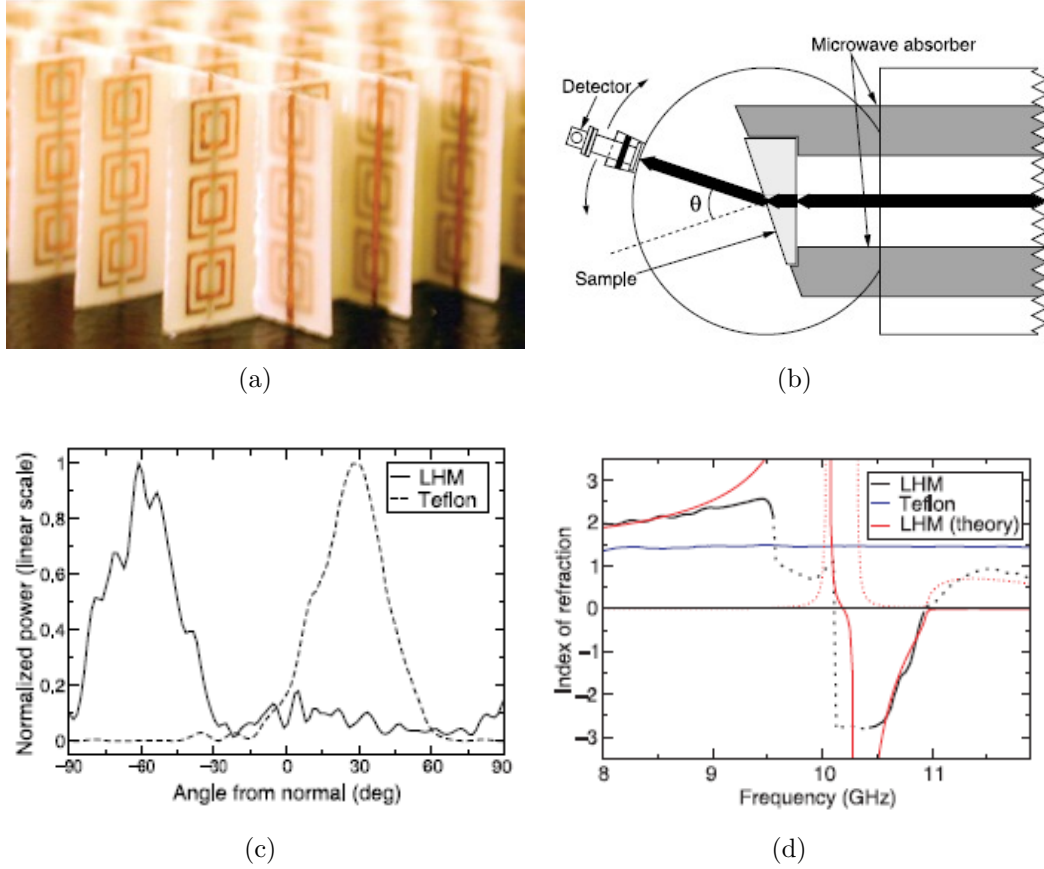 Microwave absorber
Detector
θ
Sample
(a)
(b)
Normalized power (linear scale)
1
0.8
0.6
0.4
0.2
0
LHM
Teflon
−90
−60
−30
0
30
60
90
Angle from normal (deg)
(c)
Index of refraction
3
2
1
0
−1
−2
−3
LHM
Teflon
LHM (theory)
8
9
10
11
Frequency (GHz)
(d)